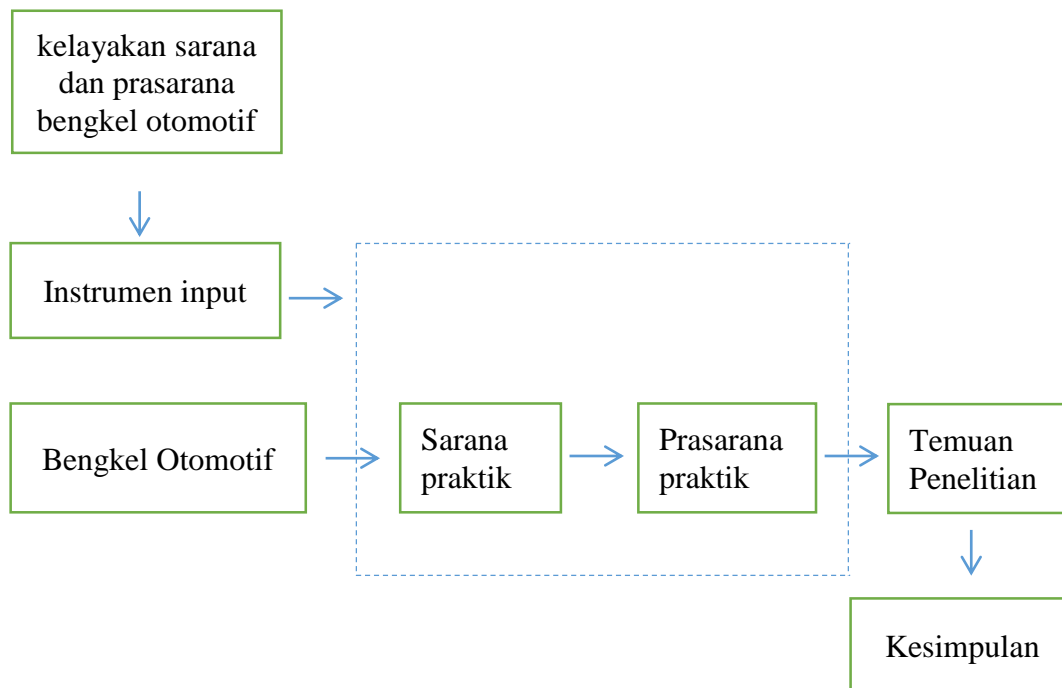 kelayakan sarana
dan prasarana
bengkel otomotif
Instrumen input
Bengkel Otomotif
Sarana
praktik
Prasarana
praktik
Temuan
Penelitian
Kesimpulan